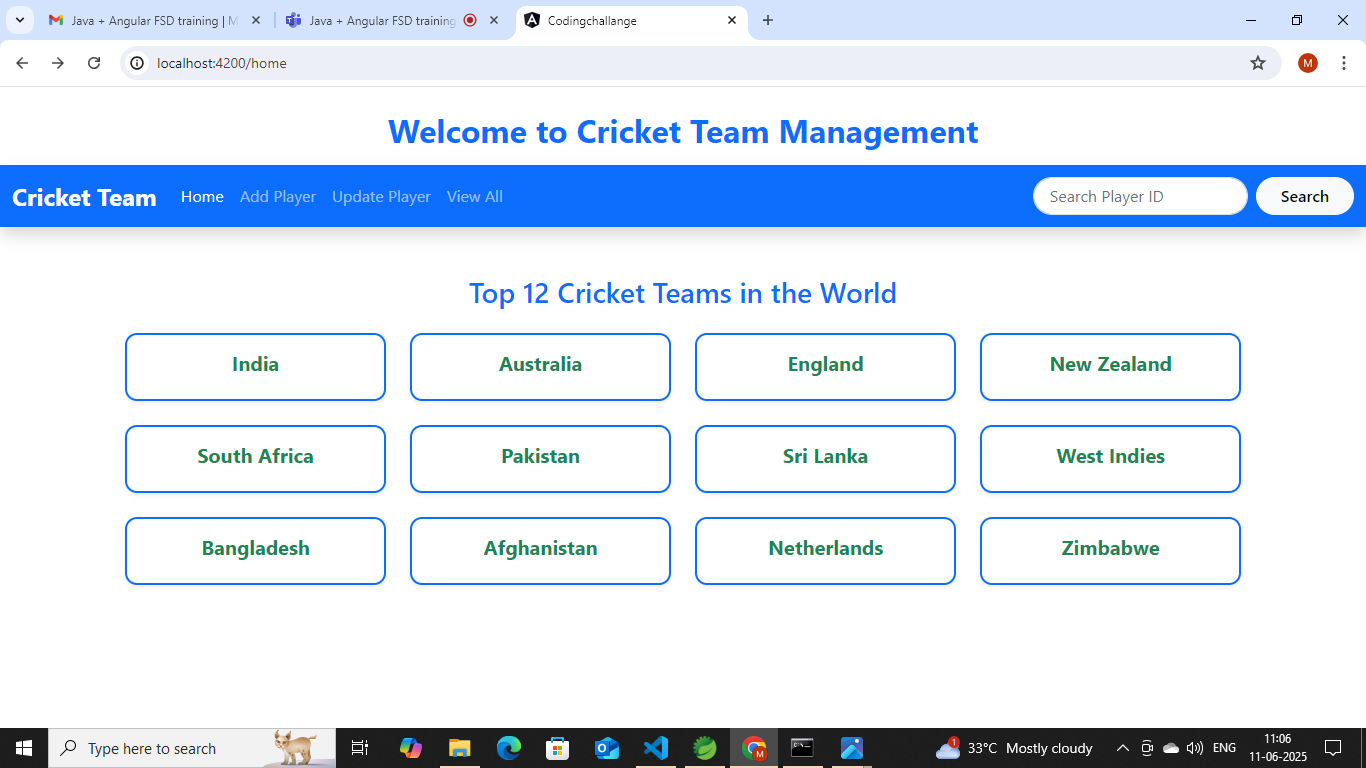 Java + Angular FSD training | M
Java + Angular FSD training
Codingchallange
localhost:4200/home
M
Welcome to Cricket Team Management
Cricket Team Home Add Player Update Player View All Search Player ID Search
Top 12 Cricket Teams in the World
India Australia England New Zealand
South Africa Pakistan Sri Lanka West Indies
Bangladesh Afghanistan Netherlands Zimbabwe
Type here to search
M
1
33°C Mostly cloudy
ENG
11:06
11-06-2025